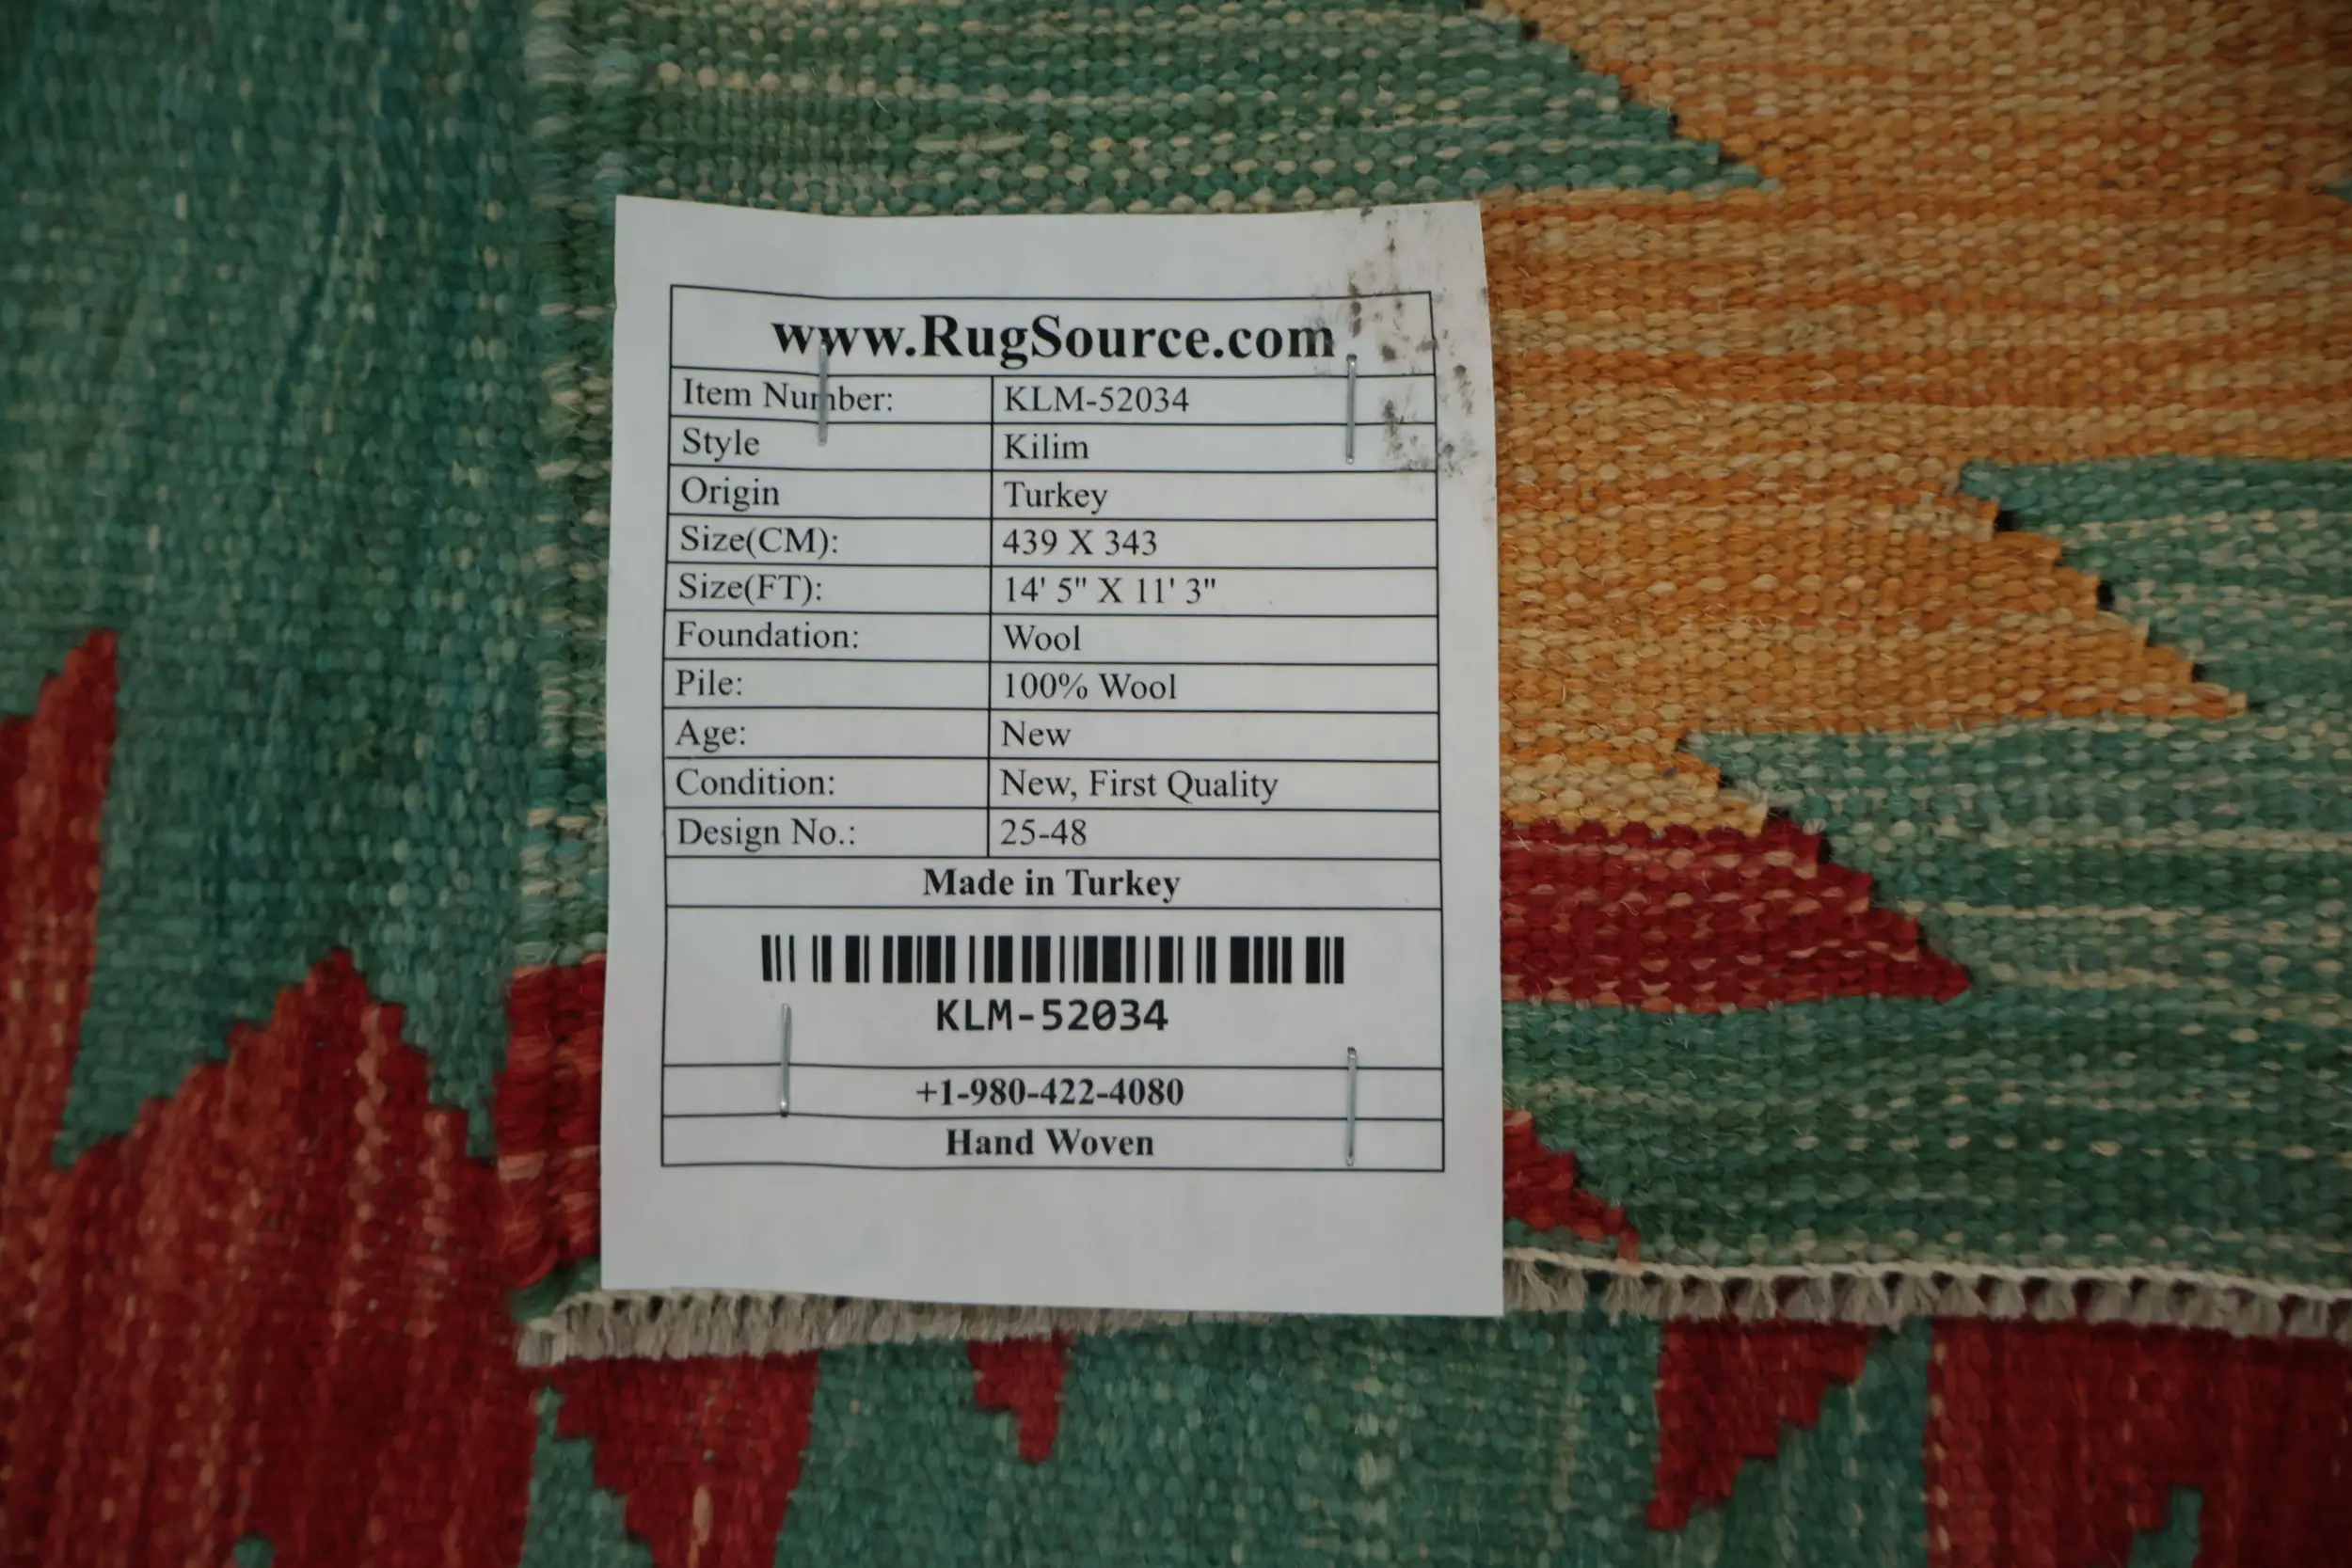 www.RugSource.com
Item Number: KLM-52034
Style Kilim
Origin Turkey
Size(CM): 439 X 343
Size(FT): 14' 5" X 11' 3"
Foundation: Wool
Pile: 100% Wool
Age: New
Condition: New, First Quality
Design No.: 25-48
Made in Turkey
KLM-52034
+1-980-422-4080
Hand Woven